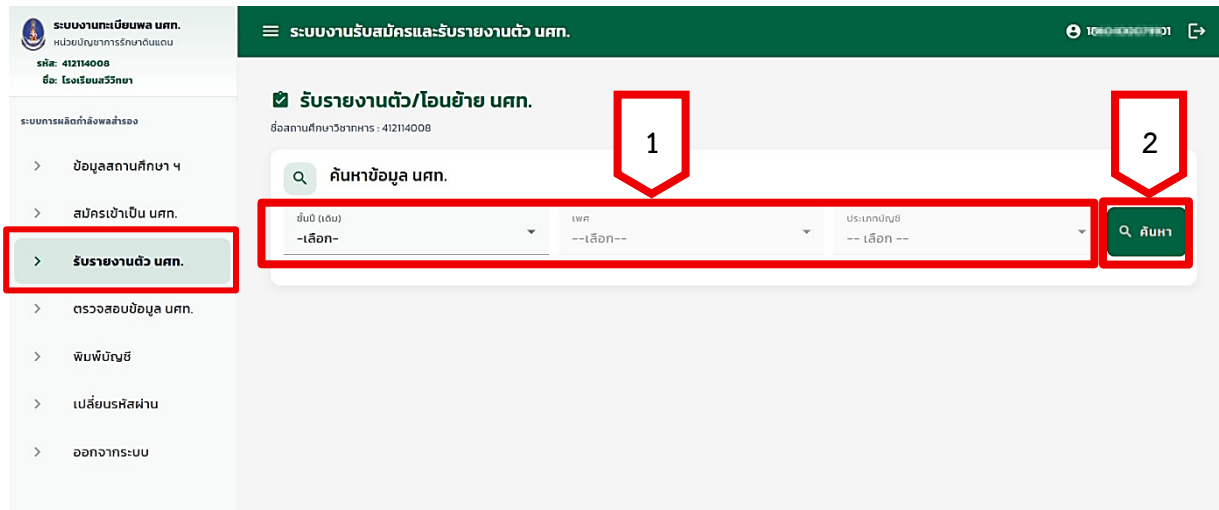 ระบบงานทะเบียนพล นศท.
หน่วยบัญชาการรักษาดินแดน
รหัส: 412114008
ชื่อ: โรงเรียนสวีวิทยา
ระบบการผลิตกำลังพลสำรอง
ข้อมูลสถานศึกษา ฯ
สมัครเข้าเป็น นศท.
รับรายงานตัว นศท.
ตรวจสอบข้อมูล นศท.
พิมพ์บัญชี
เปลี่ยนรหัสผ่าน
ออกจากระบบ
ระบบงานรับสมัครและรับรายงานตัว นศท.
รับรายงานตัว/โอนย้าย นศท.
ชื่อสถานศึกษาวิชาทหาร : 412114008
1
2
ค้นหาข้อมูล นศท.
ชั้นปี (เดิม)
-เลือก-
เพศ
--เลือก--
ประเภทบัญชี
-- เลือก --
ค้นหา